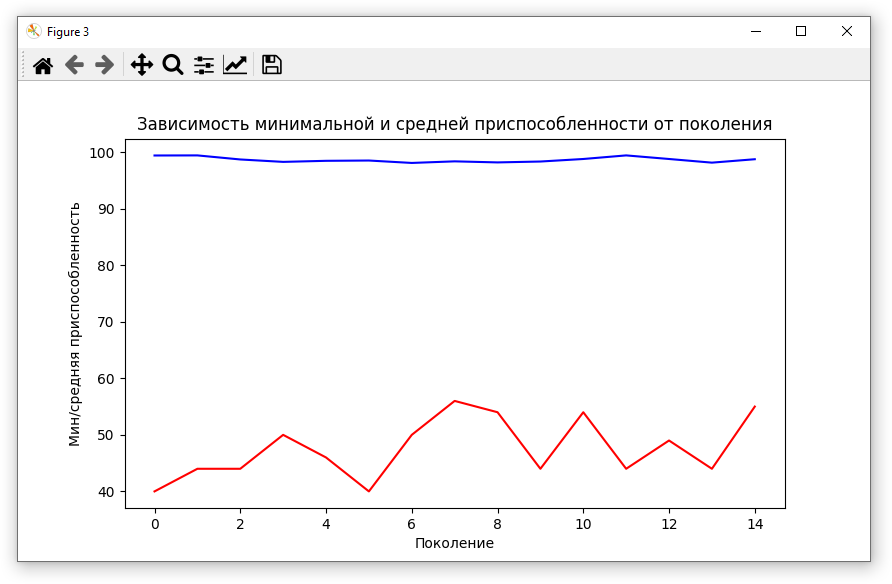 Figure 3
Зависимость минимальной и средней приспособленности от поколения
Мин/средняя приспособленность
100
90
80
70
60
50
40
0 2 4 6 8 10 12 14
Поколение